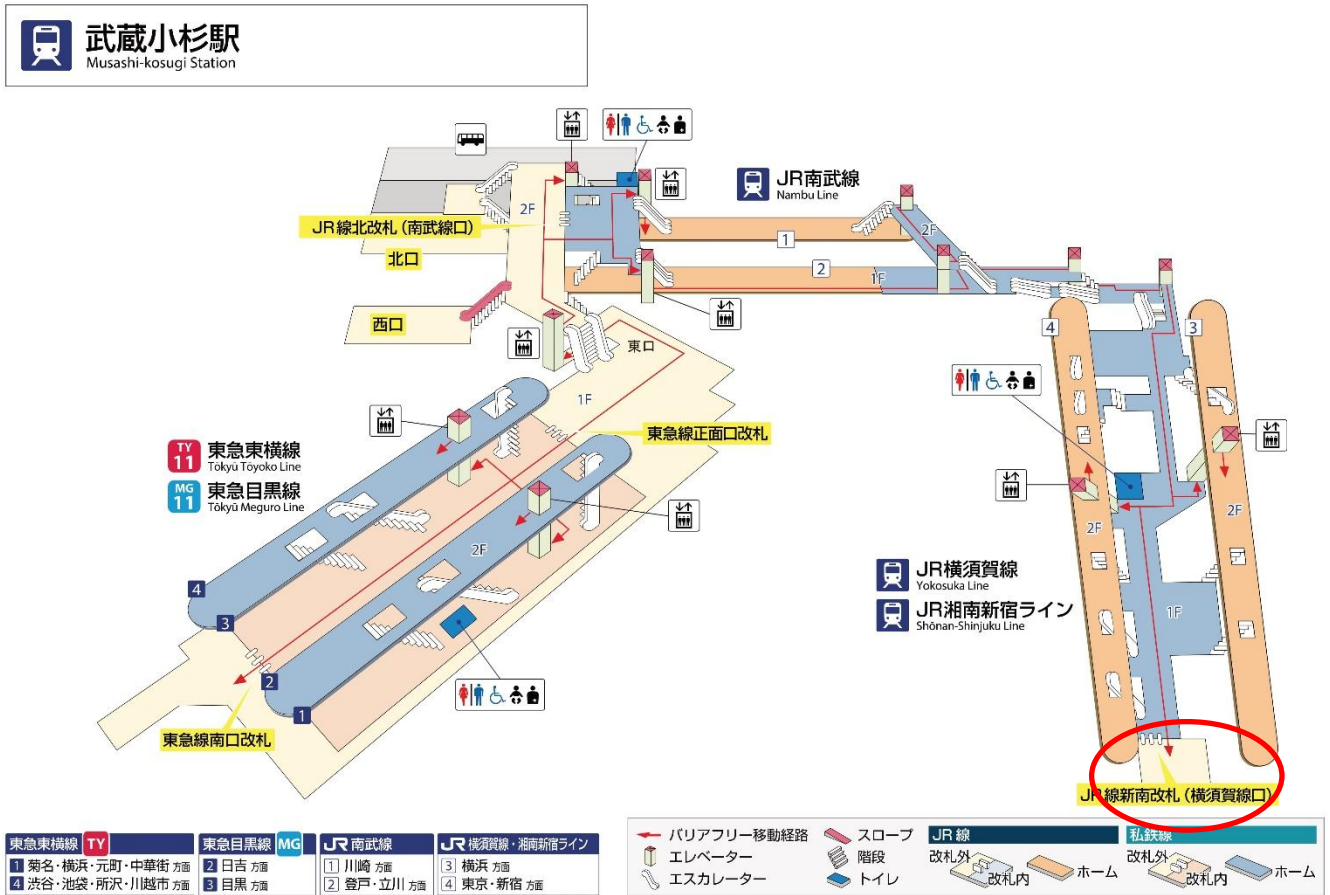 武蔵小杉駅
Musashi-kosugi Station
JR南武線
Nambu Line
2F
JR線北改札（南武線口）
北口
1
2F
2
1F
西口
4
3
東口
1F
東急線正面口改札
TY
11
東急東横線
Tōkyū Tōyoko Line
MG
11
東急目黒線
Tōkyū Meguro Line
2F
2F
2F
JR横須賀線
Yokosuka Line
JR湘南新宿ライン
Shōnan-Shinjuku Line
1F
4
3
2
1
東急線南口改札
JR線新南改札（横須賀線口）
東急東横線 TY
1 菊名・横浜・元町・中華街 方面
4 渋谷・池袋・所沢・川越市 方面
東急目黒線 MG
2 日吉 方面
3 目黒 方面
JR 南武線
1 川崎 方面
2 登戸・立川 方面
JR 横須賀線・湘南新宿ライン
3 横浜 方面
4 東京・新宿 方面
バリアフリー移動経路
エレベーター
エスカレーター
スロープ
階段
トイレ
JR 線
改札外
改札内
ホーム
私鉄線
改札外
改札内
ホーム